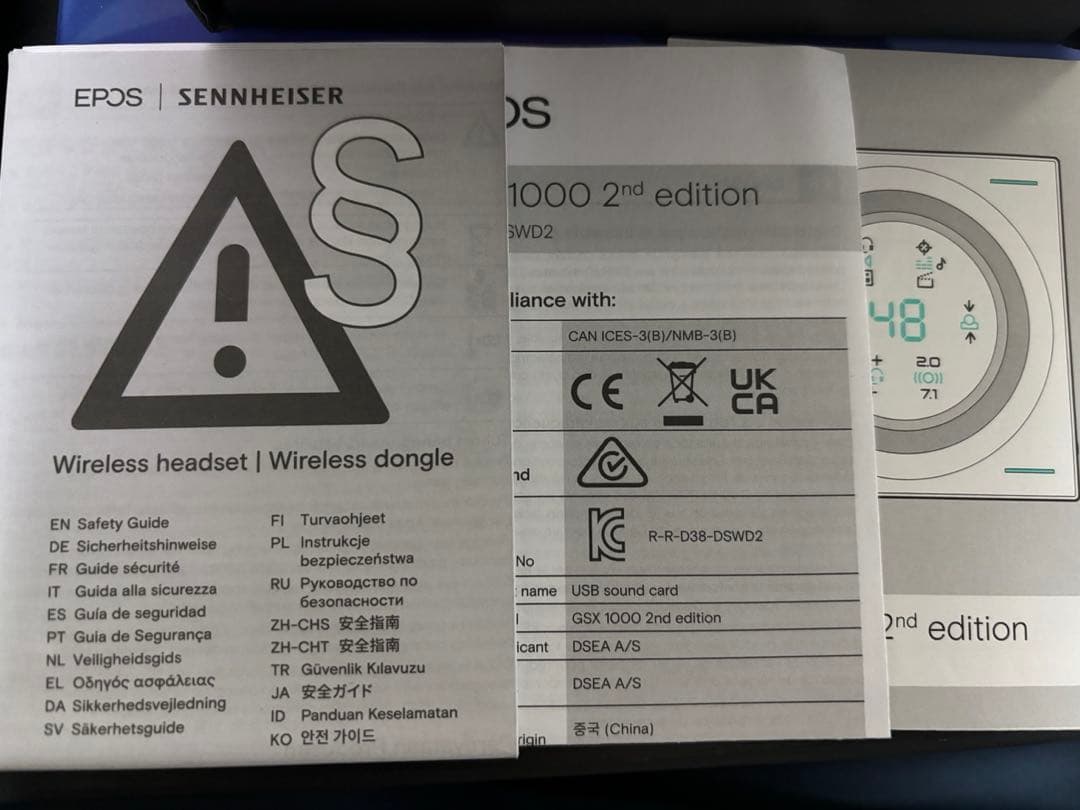 EPOS | SENNHEISER
§
Wireless headset | Wireless dongle
EN Safety Guide
DE Sicherheitshinweise
FR Guide sécurité
IT Guida alla sicurezza
ES Guía de seguridad
PT Guia de Segurança
NL Veiligheidsgids
EL Οδηγός ασφάλειας
DA Sikkerhedsvejledning
SV Säkerhetsguide
FI Turvaohjeet
PL Instrukcje
bezpieczeństwa
RU Руководство по
безопасности
ZH-CHS 安全指南
ZH-CHT 安全指南
TR Güvenlik Kılavuzu
JA 安全ガイド
ID Panduan Keselamatan
KO 안전 가이드
OS
1000 2nd edition
SWD2
liance with:
CAN ICES-3(B)/NMB-3(B)
CE
UK
CA
nd
R-R-D38-DSWD2
No
name USB sound card
GSX 1000 2nd edition
icant DSEA A/S
DSEA A/S
rigin 중국 (China)
48
2.0
7.1
2nd edition